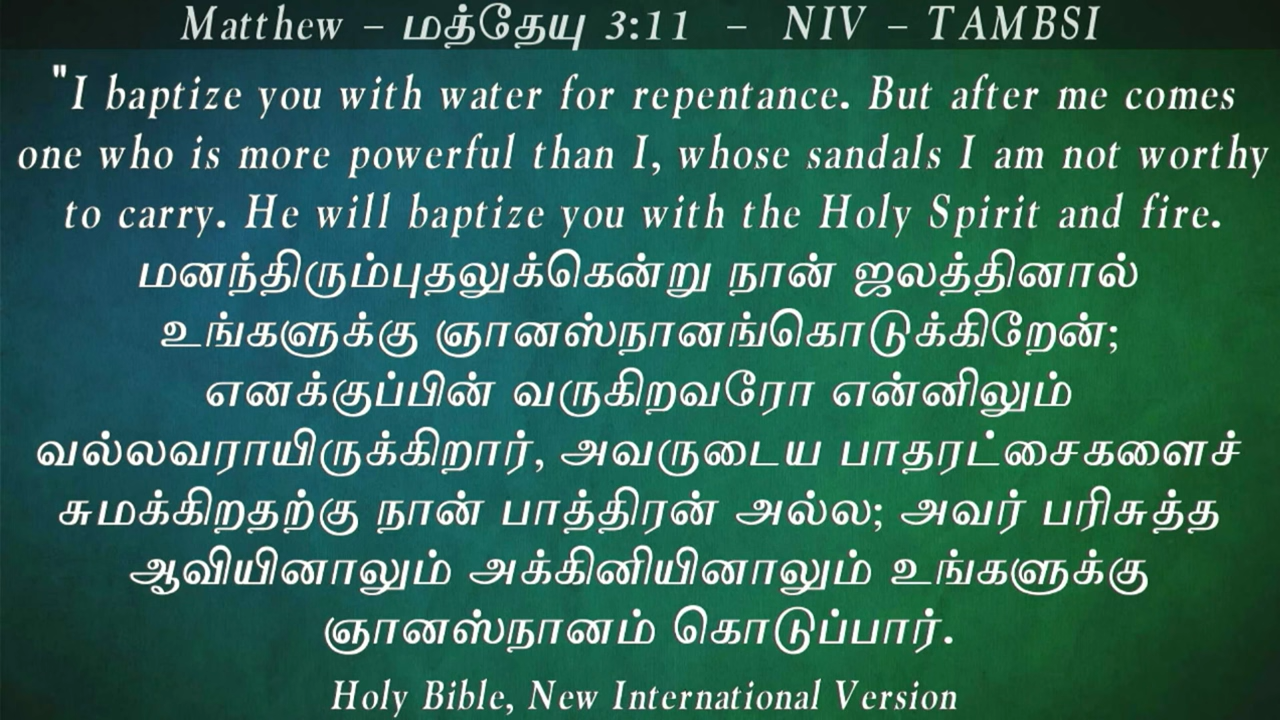 Matthew – மத்தேயு 3:11 – NIV – TAMBSI
"I baptize you with water for repentance. But after me comes
one who is more powerful than I, whose sandals I am not worthy
to carry. He will baptize you with the Holy Spirit and fire.
மனந்திரும்புதலுக்கென்று நான் ஜலத்தினால்
உங்களுக்கு ஞானஸ்நானங்கொடுக்கிறேன்;
எனக்குப்பின் வருகிறவரோ என்னிலும்
வல்லவராயிருக்கிறார், அவருடைய பாதரட்சைகளைச்
சுமக்கிறதற்கு நான் பாத்திரன் அல்ல; அவர் பரிசுத்த
ஆவியினாலும் அக்கினியினாலும் உங்களுக்கு
ஞானஸ்நானம் கொடுப்பார்.
Holy Bible, New International Version